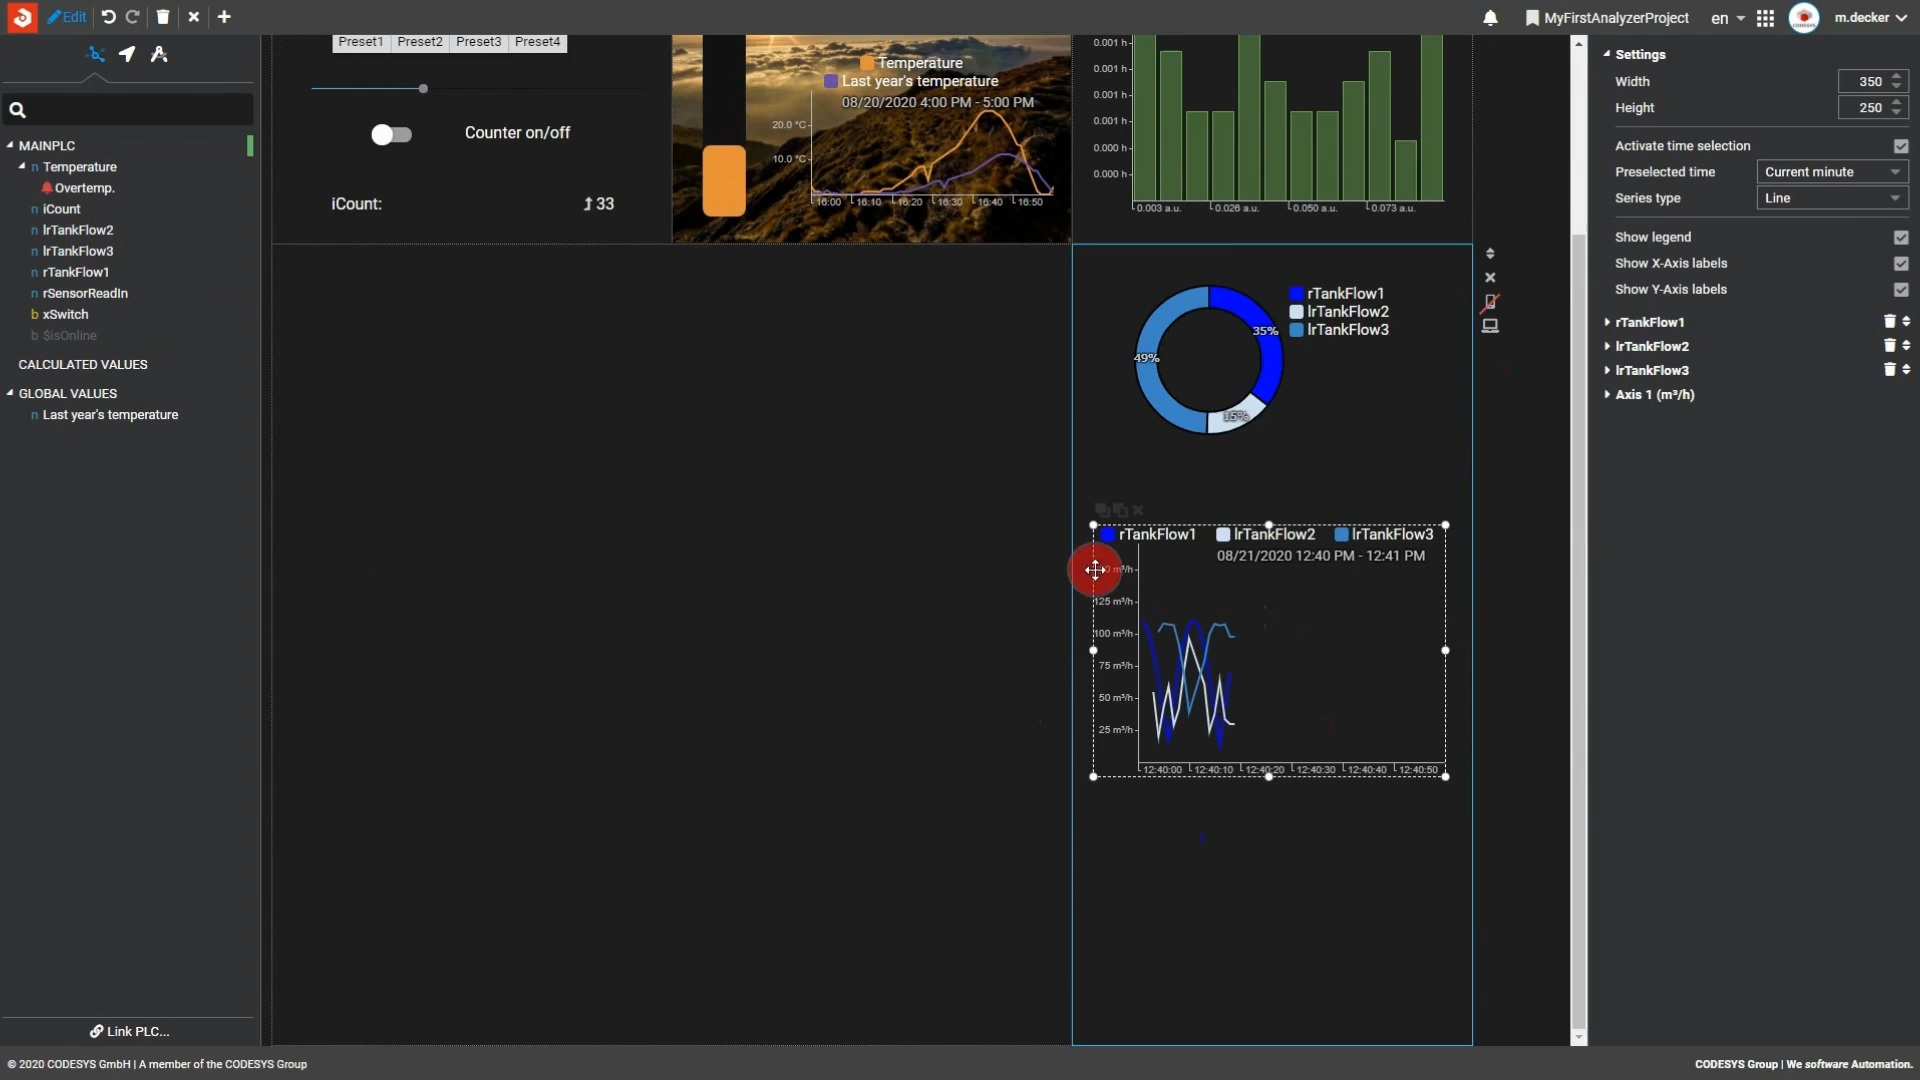 Edit
MyFirstAnalyzerProject
en
m.decker
MAINPLC
n Temperature
Overtemp.
n iCount
n lrTankFlow2
n lrTankFlow3
n rTankFlow1
n rSensorReadIn
b xSwitch
b $isOnline
CALCULATED VALUES
GLOBAL VALUES
n Last year's temperature
Link PLC...
Preset1 Preset2 Preset3 Preset4
Counter on/off
iCount: 33
Temperature
Last year's temperature
08/20/2020 4:00 PM - 5:00 PM
20.0 °C
10.0 °C
16:00 16:10 16:20 16:30 16:40 16:50
0.001 h
0.001 h
0.001 h
0.001 h
0.000 h
0.000 h
0.003 a.u. 0.026 a.u. 0.050 a.u. 0.073 a.u.
rTankFlow1
lrTankFlow2
lrTankFlow3
35%
49%
15%
rTankFlow1 lrTankFlow2 lrTankFlow3
08/21/2020 12:40 PM - 12:41 PM
125 m³/h
100 m³/h
75 m³/h
50 m³/h
25 m³/h
12:40:00 12:40:10 12:40:20 12:40:30 12:40:40 12:40:50
Settings
Width 350
Height 250
Activate time selection
Preselected time Current minute
Series type Line
Show legend
Show X-Axis labels
Show Y-Axis labels
rTankFlow1
lrTankFlow2
lrTankFlow3
Axis 1 (m³/h)
© 2020 CODESYS GmbH | A member of the CODESYS Group
CODESYS Group | We software Automation.